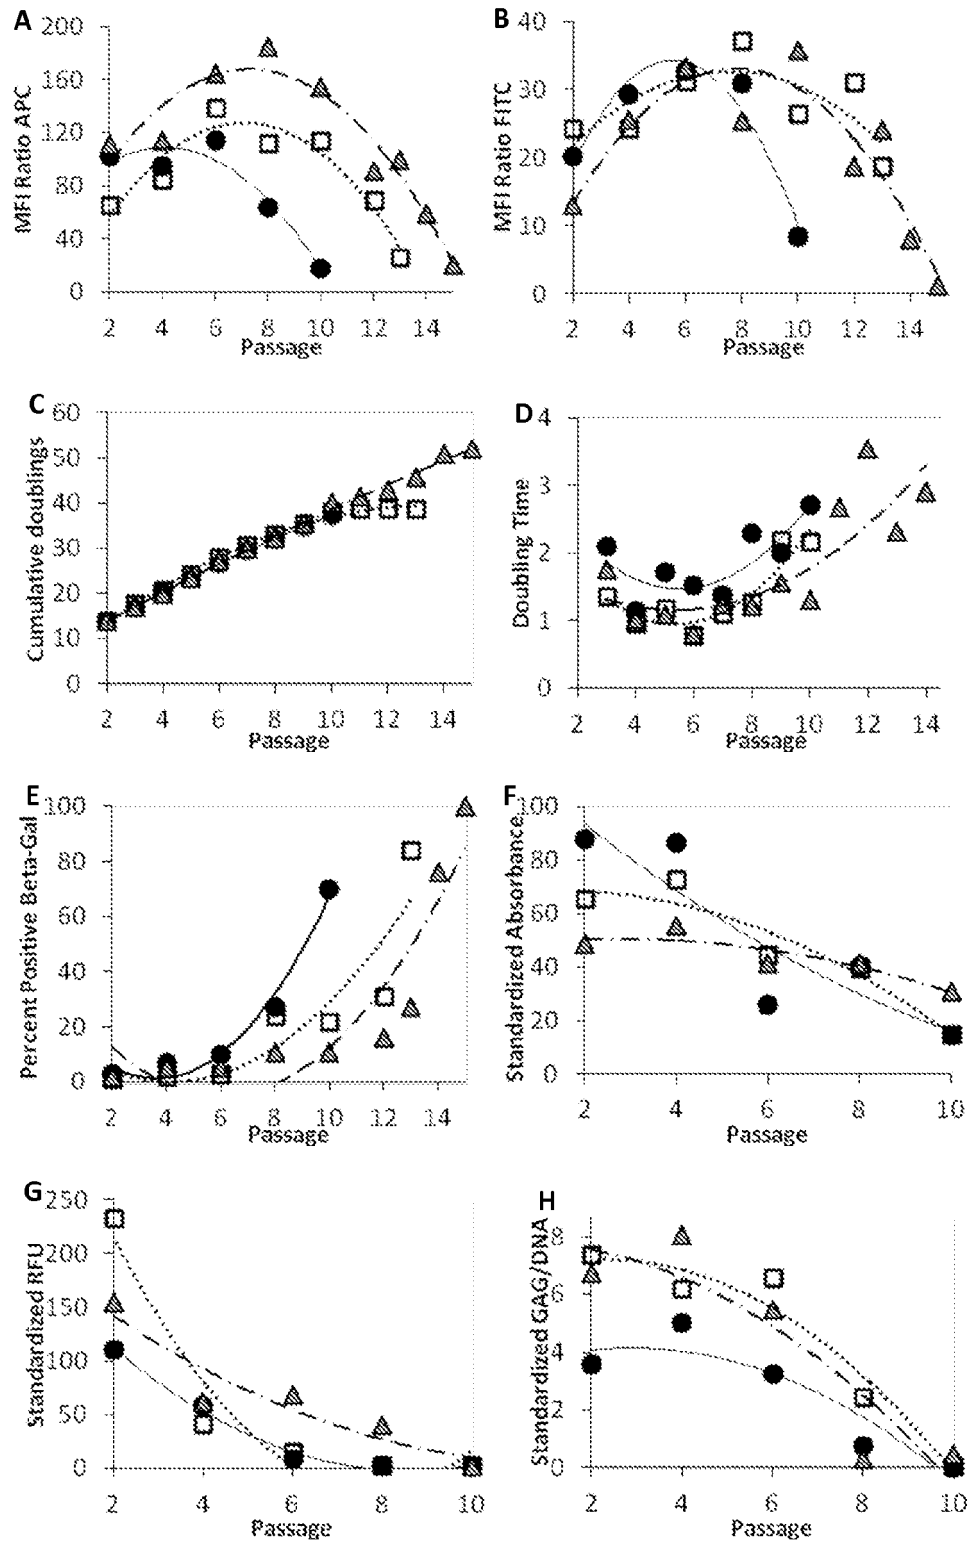 A
MFI Ratio APC
200
160
120
80
40
0
2 4 6 8 10 12 14
Passage
B
MFI Ratio FITC
40
30
20
10
0
2 4 6 8 10 12 14
Passage
C
Cumulative doublings
60
50
40
30
20
10
0
2 4 6 8 10 12 14
Passage
D
Doubling Time
4
3
2
1
0
2 4 6 8 10 12 14
Passage
E
Percent Positive Beta-Gal
100
80
60
40
20
0
2 4 6 8 10 12 14
Passage
F
Standardized Absorbance
100
80
60
40
20
0
2 4 6 8 10
Passage
G
Standardized RFU
250
200
150
100
50
0
2 4 6 8 10
Passage
H
Standardized GAG/DNA
8
6
4
2
0
2 4 6 8 10
Passage